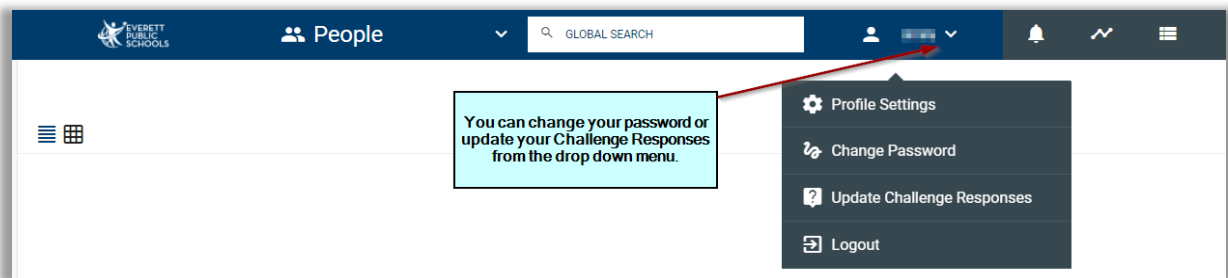 EVERETT
PUBLIC
SCHOOLS
People
GLOBAL SEARCH
You can change your password or
update your Challenge Responses
from the drop down menu.
Profile Settings
Change Password
Update Challenge Responses
Logout